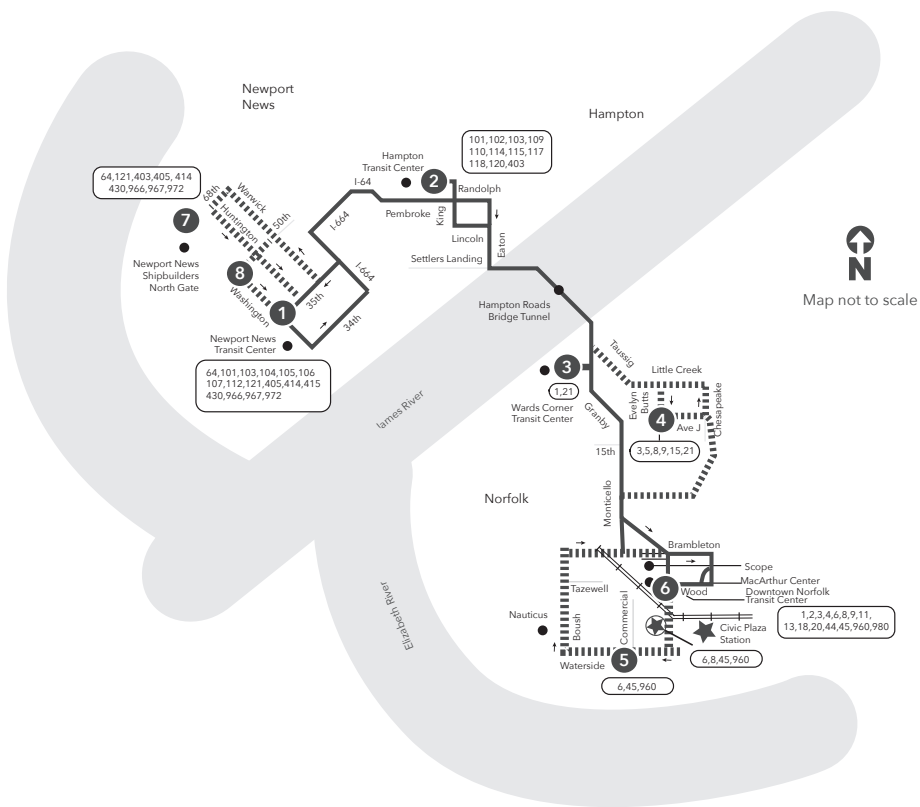 Newport
News
Hampton
101,102,103,109
110,114,115,117
118,120,403
Hampton
Transit Center
2
Randolph
I-64
Pembroke
King
Lincoln
Eaton
Settlers Landing
64,121,403,405, 414
430,966,967,972
7
68th
Warwick
Huntington
50th
I-664
I-664
Newport News
Shipbuilders
North Gate
8
Washington
1
35th
34th
Newport News
Transit Center
64,101,103,104,105,106
107,112,121,405,414,415
430,966,967,972
N
Map not to scale
Hampton Roads
Bridge Tunnel
3
1,21
Wards Corner
Transit Center
Taussig
Little Creek
Evelyn
Butts
Chesapeake
4
Ave J
3,5,8,9,15,21
Granby
15th
James River
Norfolk
Monticello
Brambleton
Scope
MacArthur Center
6
Wood
Downtown Norfolk
Transit Center
Tazewell
Commercial
Boush
Nauticus
1,2,3,4,6,8,9,11,
13,18,20,44,45,960,980
Civic Plaza
Station
6,8,45,960
Waterside
5
6,45,960
Elizabeth River